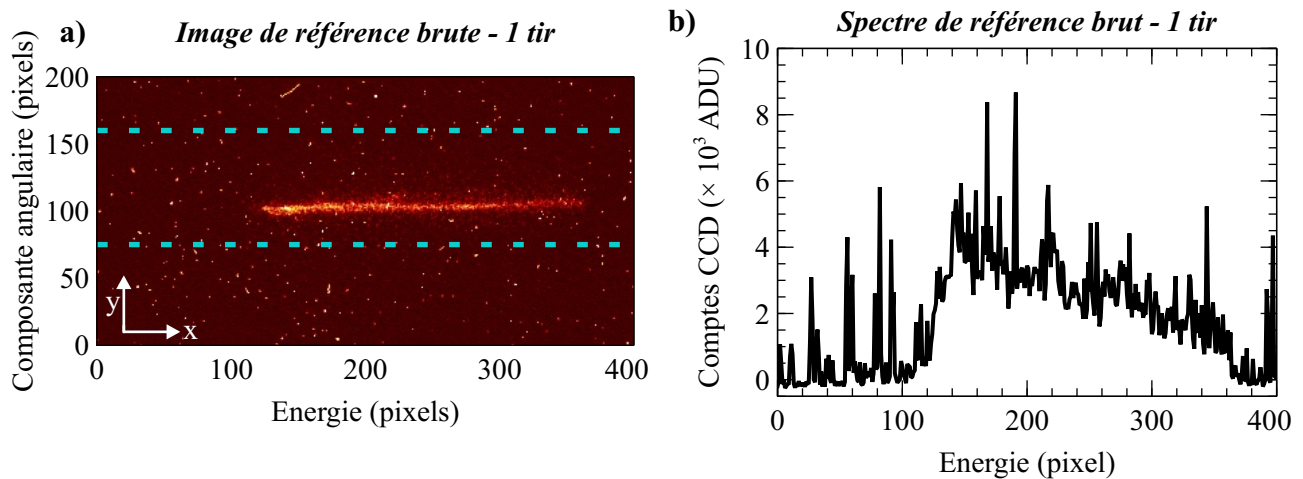 a)
Image de référence brute - 1 tir
Composante angulaire (pixels)
200
150
100
50
0
y
x
0
100
200
300
400
Energie (pixels)
b)
Spectre de référence brut - 1 tir
Comptes CCD (× 10³ ADU)
10
8
6
4
2
0
0
100
200
300
400
Energie (pixel)